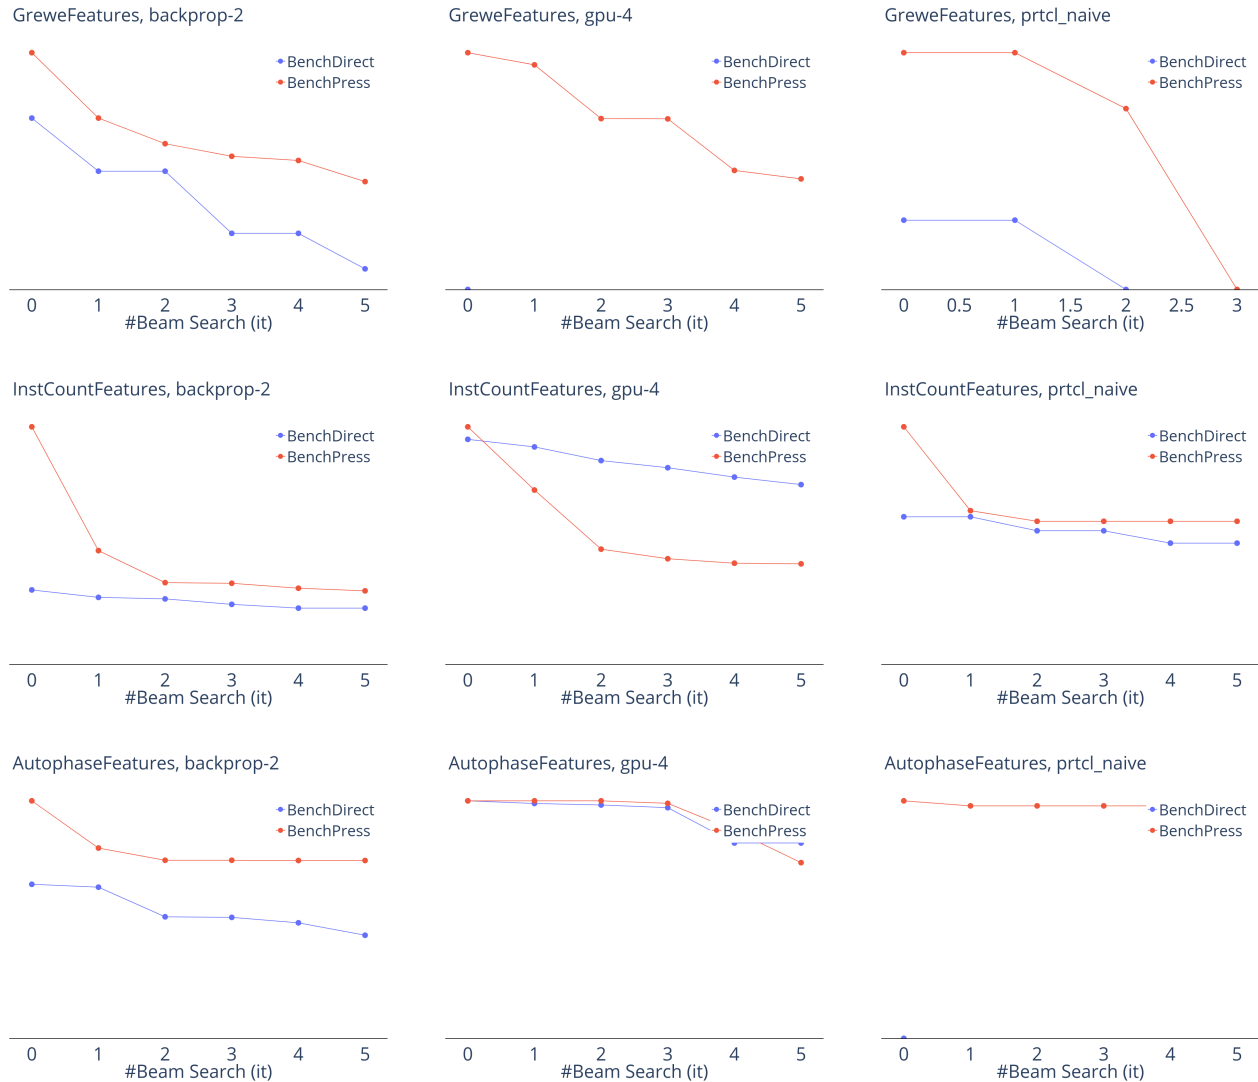 GreweFeatures, backprop-2
BenchDirect
BenchPress
0 1 2 3 4 5
#Beam Search (it)
GreweFeatures, gpu-4
BenchDirect
BenchPress
0 1 2 3 4 5
#Beam Search (it)
GreweFeatures, prtcl_naive
BenchDirect
BenchPress
0 0.5 1 1.5 2 2.5 3
#Beam Search (it)
InstCountFeatures, backprop-2
BenchDirect
BenchPress
0 1 2 3 4 5
#Beam Search (it)
InstCountFeatures, gpu-4
BenchDirect
BenchPress
0 1 2 3 4 5
#Beam Search (it)
InstCountFeatures, prtcl_naive
BenchDirect
BenchPress
0 1 2 3 4 5
#Beam Search (it)
AutophaseFeatures, backprop-2
BenchDirect
BenchPress
0 1 2 3 4 5
#Beam Search (it)
AutophaseFeatures, gpu-4
BenchDirect
BenchPress
0 1 2 3 4 5
#Beam Search (it)
AutophaseFeatures, prtcl_naive
BenchDirect
BenchPress
0 1 2 3 4 5
#Beam Search (it)